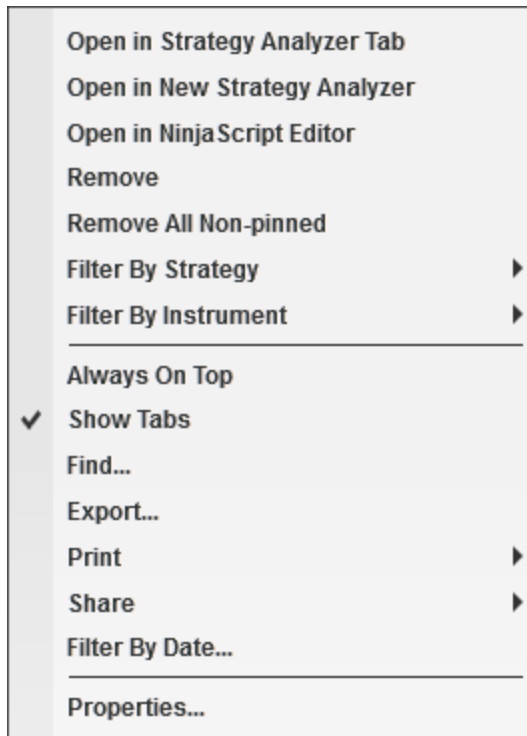 Open in Strategy Analyzer Tab
Open in New Strategy Analyzer
Open in NinjaScript Editor
Remove
Remove All Non-pinned
Filter By Strategy
Filter By Instrument
Always On Top
Show Tabs
Find...
Export...
Print
Share
Filter By Date...
Properties...